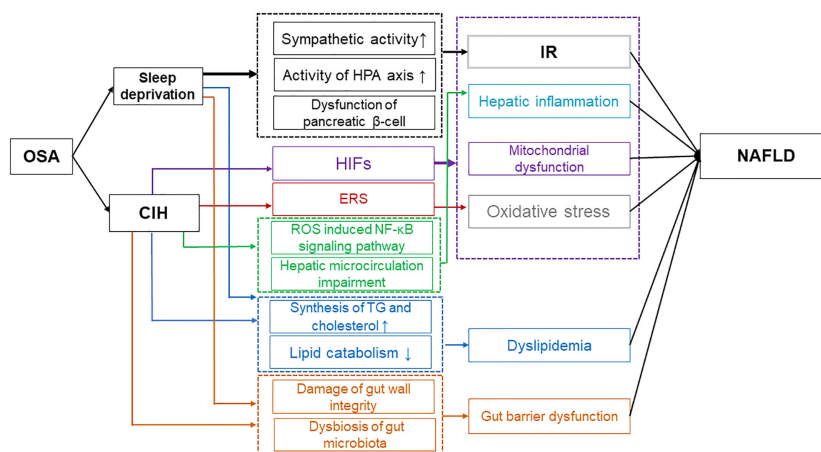 Sympathetic activity↑
IR
Sleep
deprivation
Activity of HPA axis ↑
Hepatic inflammation
Dysfunction of
pancreatic β-cell
OSA
HIFs
Mitochondrial
dysfunction
NAFLD
CIH
ERS
Oxidative stress
ROS induced NF-κB
signaling pathway
Hepatic microcirculation
impairment
Synthesis of TG and
cholesterol ↑
Lipid catabolism ↓
Dyslipidemia
Damage of gut wall
integrity
Gut barrier dysfunction
Dysbiosis of gut
microbiota